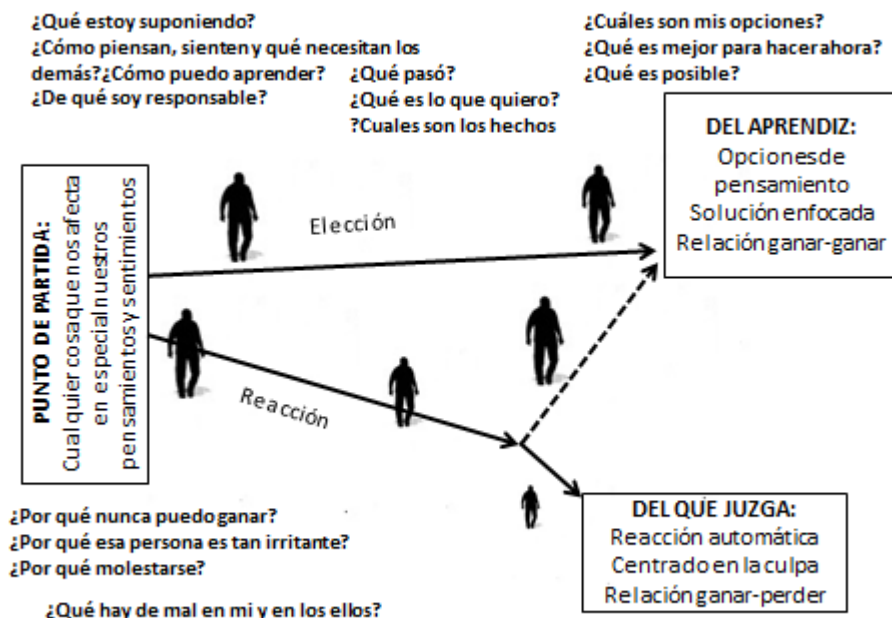 ¿Qué estoy suponiendo?
¿Cómo piensan, sienten y qué necesitan los
demás?¿Cómo puedo aprender?
¿De qué soy responsable?
¿Qué pasó?
¿Qué es lo que quiero?
?Cuales son los hechos
¿Cuáles son mis opciones?
¿Qué es mejor para hacer ahora?
¿Qué es posible?
DEL APRENDIZ:
Opciones de
pensamiento
Solución enfocada
Relación ganar-ganar
Elección
PUNTO DE PARTIDA:
Cualquier cosa que nos afecta
en especial nuestros
pensamientos y sentimientos
Reacción
¿Por qué nunca puedo ganar?
¿Por qué esa persona es tan irritante?
¿Por qué molestarse?
¿Qué hay de mal en mi y en los ellos?
DEL QUE JUZGA:
Reacción automática
Centrado en la culpa
Relación ganar-perder